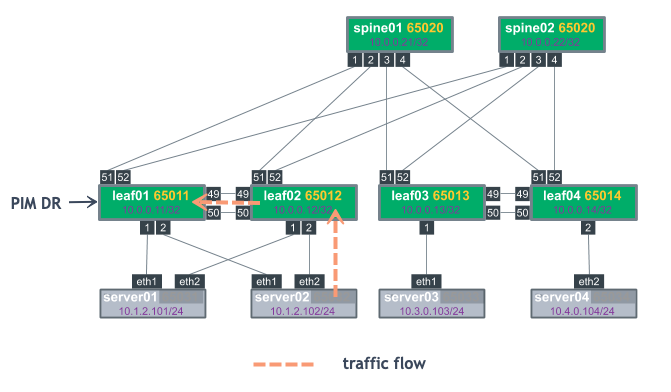 spine01 65020
10.0.0.21/32
spine02 65020
10.0.0.22/32
1 2 3 4
1 2 3 4
51 52
51 52
51 52
51 52
PIM DR
leaf01 65011
10.0.0.11/32
49 49
50 50
leaf02 65012
10.0.0.12/32
leaf03 65013
10.0.0.13/32
49 49
50 50
leaf04 65014
10.0.0.14/32
1 2
1 2
1
2
eth1 eth2
eth1 eth2
eth1
eth2
server01
10.1.2.101/24
server02
10.1.2.102/24
server03
10.3.0.103/24
server04
10.4.0.104/24
traffic flow